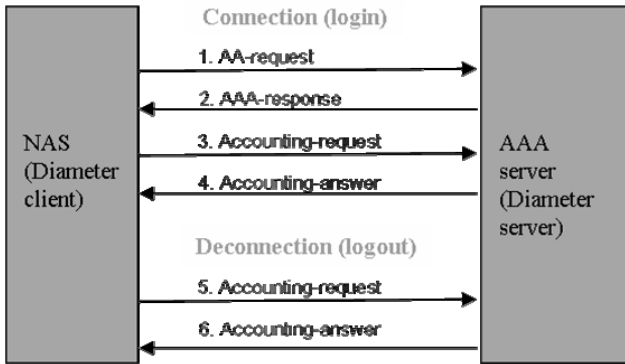 Connection (login)
1. AA-request
2. AAA-response
3. Accounting-request
4. Accounting-answer
NAS
(Diameter
client)
AAA
server
(Diameter
server)
Deconnection (logout)
5. Accounting-request
6. Accounting-answer